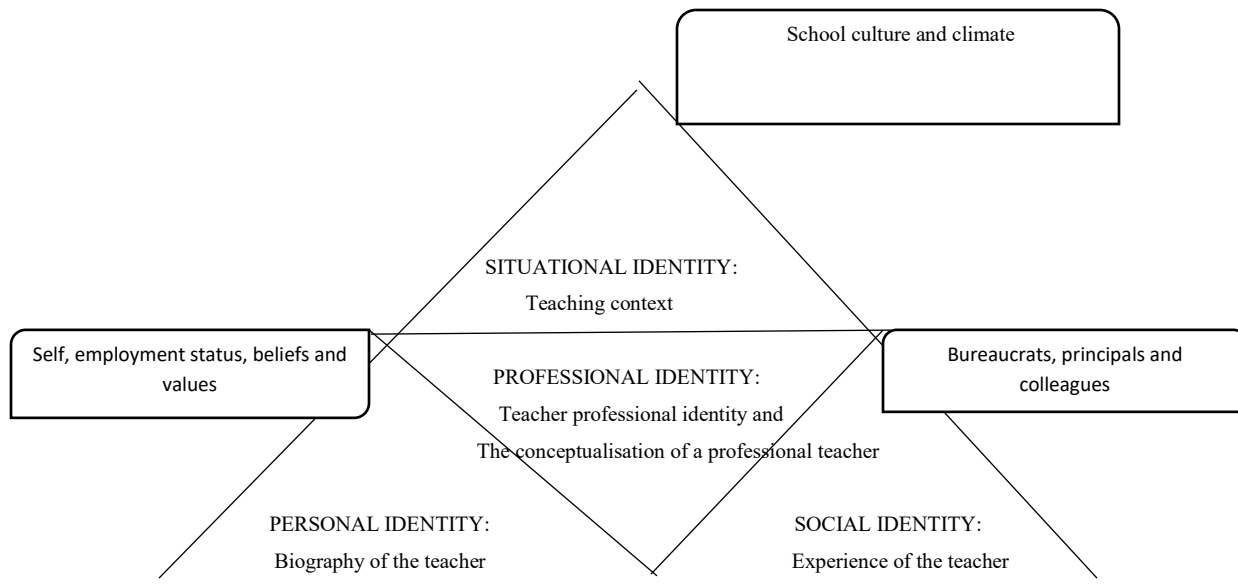 School culture and climate
SITUATIONAL IDENTITY:
Teaching context
Self, employment status, beliefs and
values
Bureaucrats, principals and
colleagues
PROFESSIONAL IDENTITY:
Teacher professional identity and
The conceptualisation of a professional teacher
PERSONAL IDENTITY:
Biography of the teacher
SOCIAL IDENTITY:
Experience of the teacher